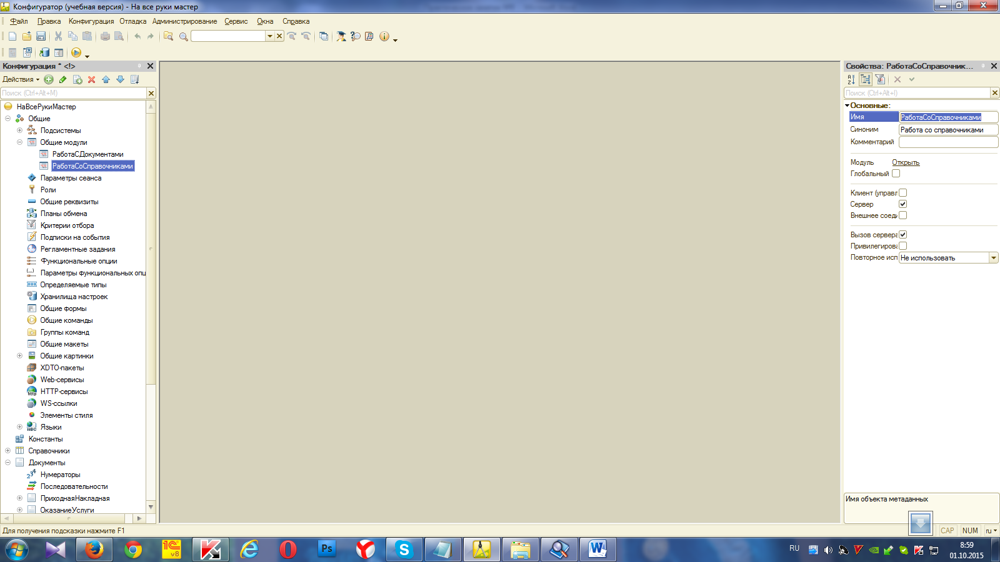 Конфигуратор (учебная версия) - На все руки мастер
Файл Правка Конфигурация Отладка Администрирование Сервис Окна Справка
Конфигурация * <!>
Действия
Поиск (Ctrl+Alt+M)
НаВсеРукиМастер
Общие
Подсистемы
Общие модули
РаботаСДокументами
РаботаСоСправочниками
Параметры сеанса
Роли
Общие реквизиты
Планы обмена
Критерии отбора
Подписки на события
Регламентные задания
Функциональные опции
Параметры функциональных опц
Определяемые типы
Хранилища настроек
Общие формы
Общие команды
Группы команд
Общие макеты
Общие картинки
XDTO-пакеты
Web-сервисы
HTTP-сервисы
WS-ссылки
Элементы стиля
Языки
Константы
Справочники
Документы
Нумераторы
Последовательности
ПриходнаяНакладная
ОказаниеУслуги
Свойства: РаботаСоСправочник...
Поиск (Ctrl+Alt+I)
Основные:
Имя РаботаСоСправочниками
Синоним Работа со справочниками
Комментарий
Модуль Открыть
Глобальный
Клиент (управл
Сервер
Внешнее соеди
Вызов сервера
Привилегирова
Повторное исп Не использовать
Имя объекта метаданных
Для получения подсказки нажмите F1
CAP NUM ru
RU
8:59
01.10.2015